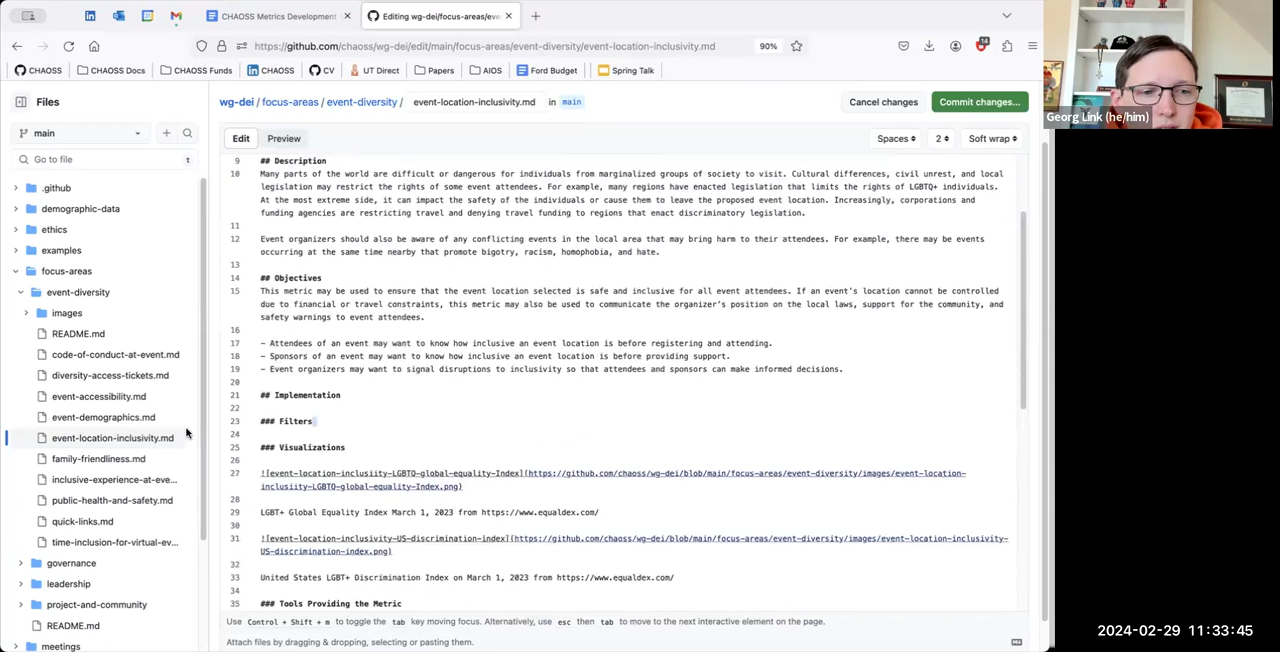 CHAOSS Metrics Development
Editing wg-dei/focus-areas/eve
https://github.com/chaoss/wg-dei/edit/main/focus-areas/event-diversity/event-location-inclusivity.md
90%
14
CHAOSS
CHAOSS Docs
CHAOSS Funds
CHAOSS
CV
UT Direct
Papers
AIOS
Ford Budget
Spring Talk
Georg Link (he/him)
Files
wg-dei / focus-areas / event-diversity /
event-location-inclusivity.md
in
main
Cancel changes
Commit changes...
main
Go to file
t
.github
demographic-data
ethics
examples
focus-areas
event-diversity
images
README.md
code-of-conduct-at-event.md
diversity-access-tickets.md
event-accessibility.md
event-demographics.md
event-location-inclusivity.md
family-friendliness.md
inclusive-experience-at-eve...
public-health-and-safety.md
quick-links.md
time-inclusion-for-virtual-ev...
governance
leadership
project-and-community
README.md
meetings
Edit
Preview
Spaces
2
Soft wrap
9 ## Description
10 Many parts of the world are difficult or dangerous for individuals from marginalized groups of society to visit. Cultural differences, civil unrest, and local
legislation may restrict the rights of some event attendees. For example, many regions have enacted legislation that limits the rights of LGBTQ+ individuals.
At the most extreme side, it can impact the safety of the individuals or cause them to leave the proposed event location. Increasingly, corporations and
funding agencies are restricting travel and denying travel funding to regions that enact discriminatory legislation.
11
12 Event organizers should also be aware of any conflicting events in the local area that may bring harm to their attendees. For example, there may be events
occurring at the same time nearby that promote bigotry, racism, homophobia, and hate.
13
14 ## Objectives
15 This metric may be used to ensure that the event location selected is safe and inclusive for all event attendees. If an event's location cannot be controlled
due to financial or travel constraints, this metric may also be used to communicate the organizer's position on the local laws, support for the community, and
safety warnings to event attendees.
16
17 - Attendees of an event may want to know how inclusive an event location is before registering and attending.
18 - Sponsors of an event may want to know how inclusive an event location is before providing support.
19 - Event organizers may want to signal disruptions to inclusivity so that attendees and sponsors can make informed decisions.
20
21 ## Implementation
22
23 ### Filters
24
25 ### Visualizations
26
27 ![event-location-inclusiity-LGBTQ-global-equality-Index](https://github.com/chaoss/wg-dei/blob/main/focus-areas/event-diversity/images/event-location-
inclusiity-LGBTQ-global-equality-Index.png)
28
29 LGBT+ Global Equality Index March 1, 2023 from https://www.equaldex.com/
30
31 ![event-location-inclusivity-US-discrimination-index](https://github.com/chaoss/wg-dei/blob/main/focus-areas/event-diversity/images/event-location-inclusivity-
US-discrimination-index.png)
32
33 United States LGBT+ Discrimination Index on March 1, 2023 from https://www.equaldex.com/
34
35 ### Tools Providing the Metric
Use Control + Shift + m to toggle the tab key moving focus. Alternatively, use esc then tab to move to the next interactive element on the page.
Attach files by dragging & dropping, selecting or pasting them.
2024-02-29 11:33:45